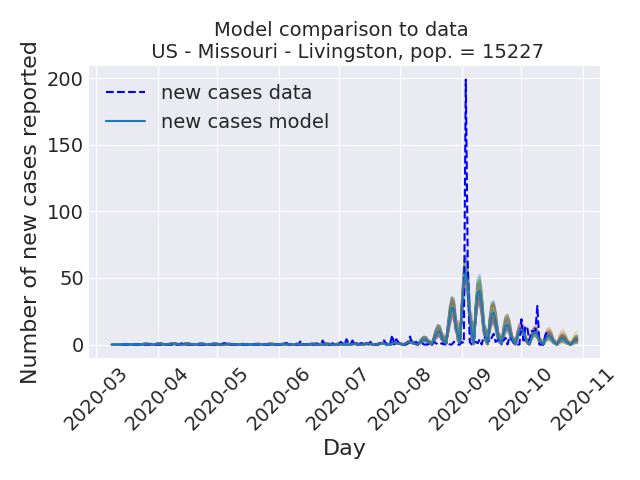 Model comparison to data
US - Missouri - Livingston, pop. = 15227
Number of new cases reported
200
150
100
50
0
new cases data
new cases model
2020-03
2020-04
2020-05
2020-06
2020-07
2020-08
2020-09
2020-10
2020-11
Day